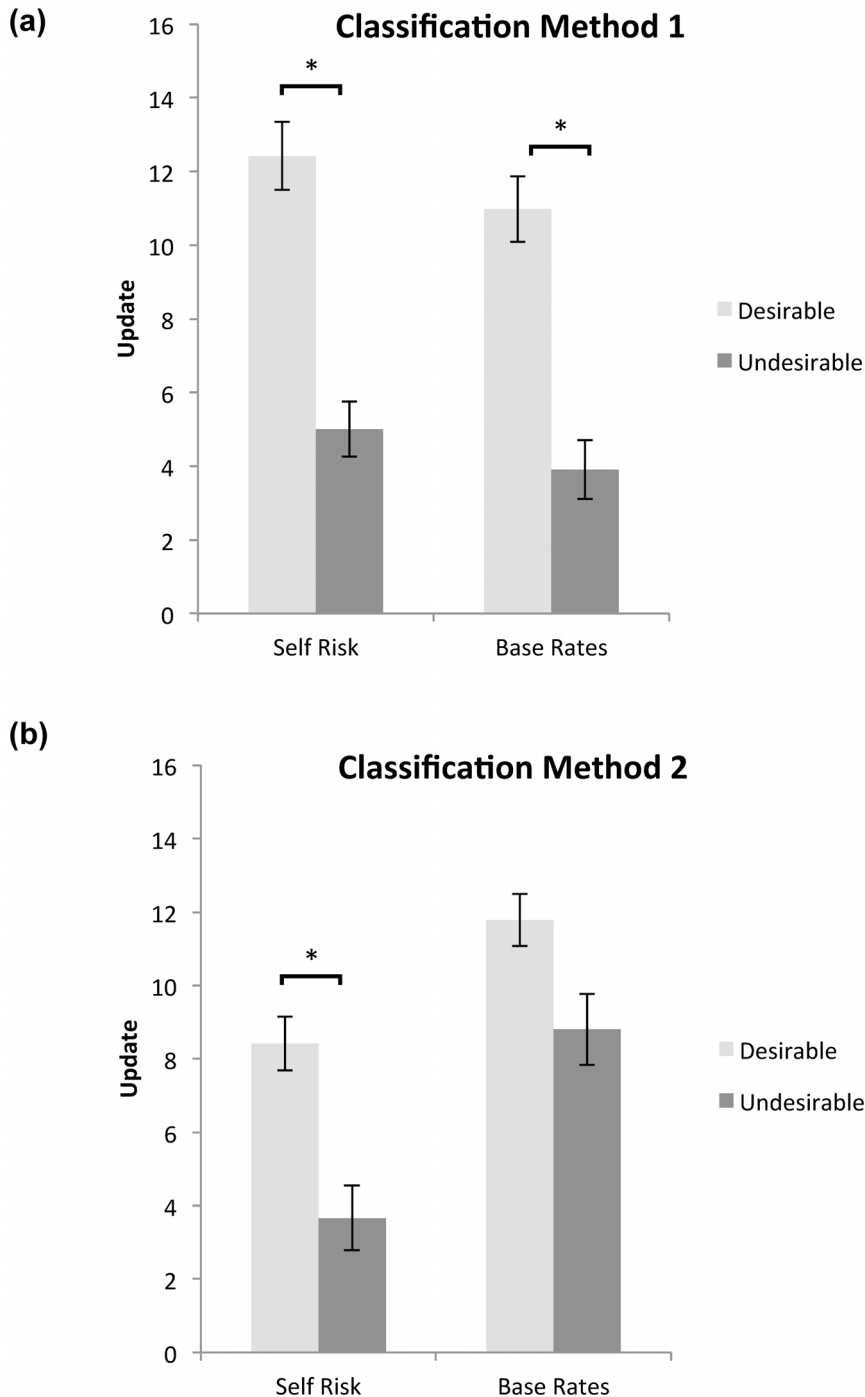 (a)
Classification Method 1
16
14
12
10
8
6
4
2
0
Update
*
*
Self Risk
Base Rates
Desirable
Undesirable
(b)
Classification Method 2
16
14
12
10
8
6
4
2
0
Update
*
Self Risk
Base Rates
Desirable
Undesirable